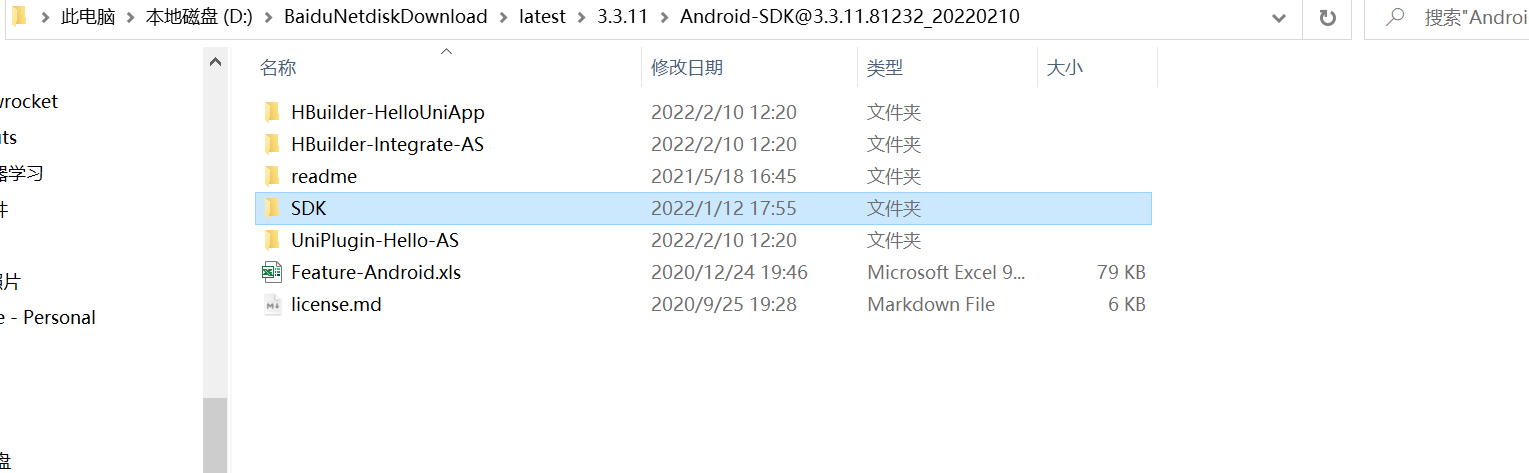 此电脑 本地磁盘 (D:) BaiduNetdiskDownload latest 3.3.11 Android-SDK@3.3.11.81232_20220210 搜索"Androi
名称 修改日期 类型 大小
wrocket
uts
器学习
件
照片
e - Personal
盘
HBuilder-HelloUniApp 2022/2/10 12:20 文件夹
HBuilder-Integrate-AS 2022/2/10 12:20 文件夹
readme 2021/5/18 16:45 文件夹
SDK 2022/1/12 17:55 文件夹
UniPlugin-Hello-AS 2022/2/10 12:20 文件夹
Feature-Android.xls 2020/12/24 19:46 Microsoft Excel 9... 79 KB
license.md 2020/9/25 19:28 Markdown File 6 KB